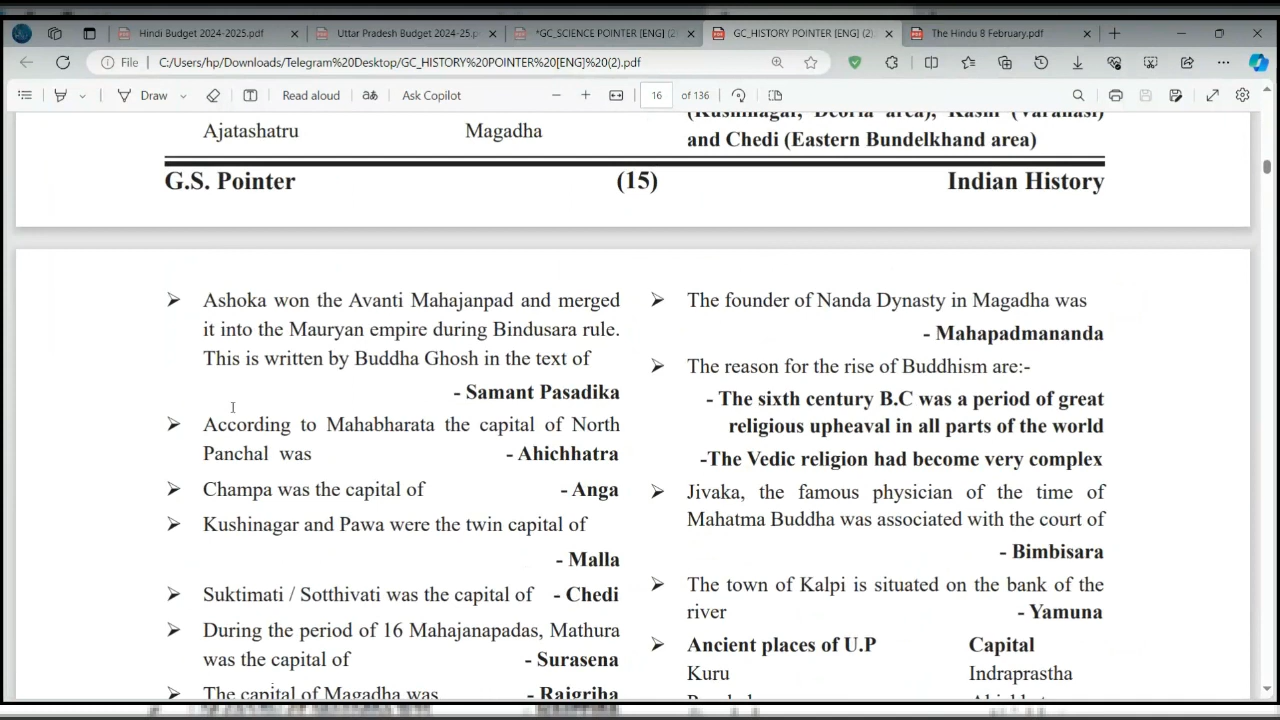 Hindi Budget 2024-2025.pdf
Uttar Pradesh Budget 2024-25.p
*GC_SCIENCE POINTER [ENG] (2)
GC_HISTORY POINTER [ENG] (2)
The Hindu 8 February.pdf
File
C:/Users/hp/Downloads/Telegram%20Desktop/GC_HISTORY%20POINTER%20[ENG]%20(2).pdf
Draw
Read aloud
Ask Copilot
16
of 136
Ajatashatru Magadha
(Kushinagar, Deoria area), Kashi (Varanasi)
and Chedi (Eastern Bundelkhand area)
G.S. Pointer (15) Indian History
➢ Ashoka won the Avanti Mahajanpad and merged
it into the Mauryan empire during Bindusara rule.
This is written by Buddha Ghosh in the text of
- Samant Pasadika
➢ According to Mahabharata the capital of North
Panchal was - Ahichhatra
➢ Champa was the capital of - Anga
➢ Kushinagar and Pawa were the twin capital of
- Malla
➢ Suktimati / Sotthivati was the capital of - Chedi
➢ During the period of 16 Mahajanapadas, Mathura
was the capital of - Surasena
➢ The capital of Magadha was - Rajgriha
➢ The founder of Nanda Dynasty in Magadha was
- Mahapadmananda
➢ The reason for the rise of Buddhism are:-
- The sixth century B.C was a period of great
religious upheaval in all parts of the world
-The Vedic religion had become very complex
➢ Jivaka, the famous physician of the time of
Mahatma Buddha was associated with the court of
- Bimbisara
➢ The town of Kalpi is situated on the bank of the
river - Yamuna
➢ Ancient places of U.P Capital
Kuru Indraprastha